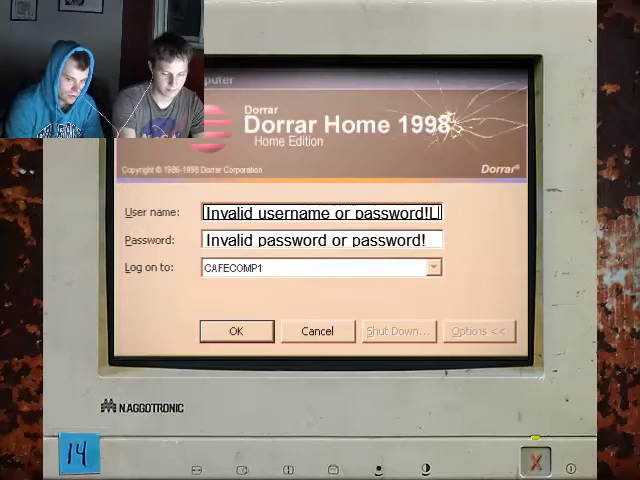 puter
Dorrar
Dorrar Home 1998
Home Edition
Copyright © 1986-1998 Dorrar Corporation
Dorrar®
User name: Invalid username or password!
Password: Invalid password or password!
Log on to: CAFECOMP1
OK Cancel Shut Down... Options <<
NAGGOTRONIC
14
X